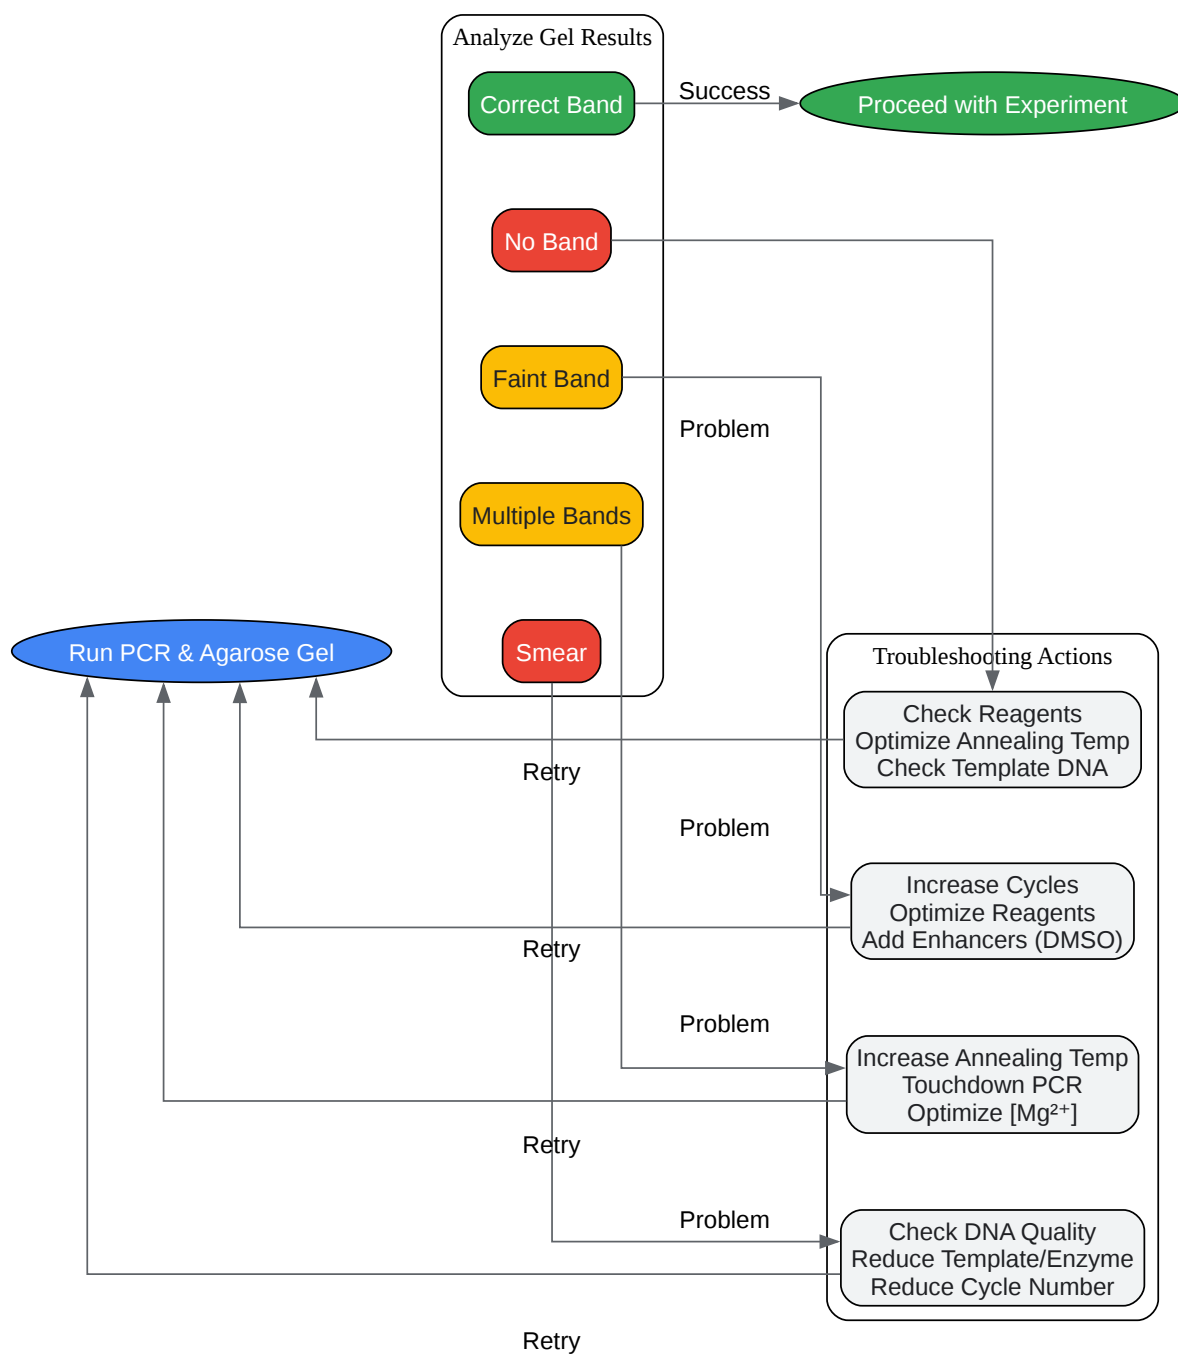 Analyze Gel Results
Correct Band
Success
Proceed with Experiment
No Band
Faint Band
Problem
Multiple Bands
Run PCR & Agarose Gel
Smear
Troubleshooting Actions
Check Reagents
Optimize Annealing Temp
Check Template DNA
Retry
Problem
Increase Cycles
Optimize Reagents
Add Enhancers (DMSO)
Retry
Problem
Increase Annealing Temp
Touchdown PCR
Optimize [Mg²⁺]
Retry
Problem
Check DNA Quality
Reduce Template/Enzyme
Reduce Cycle Number
Retry